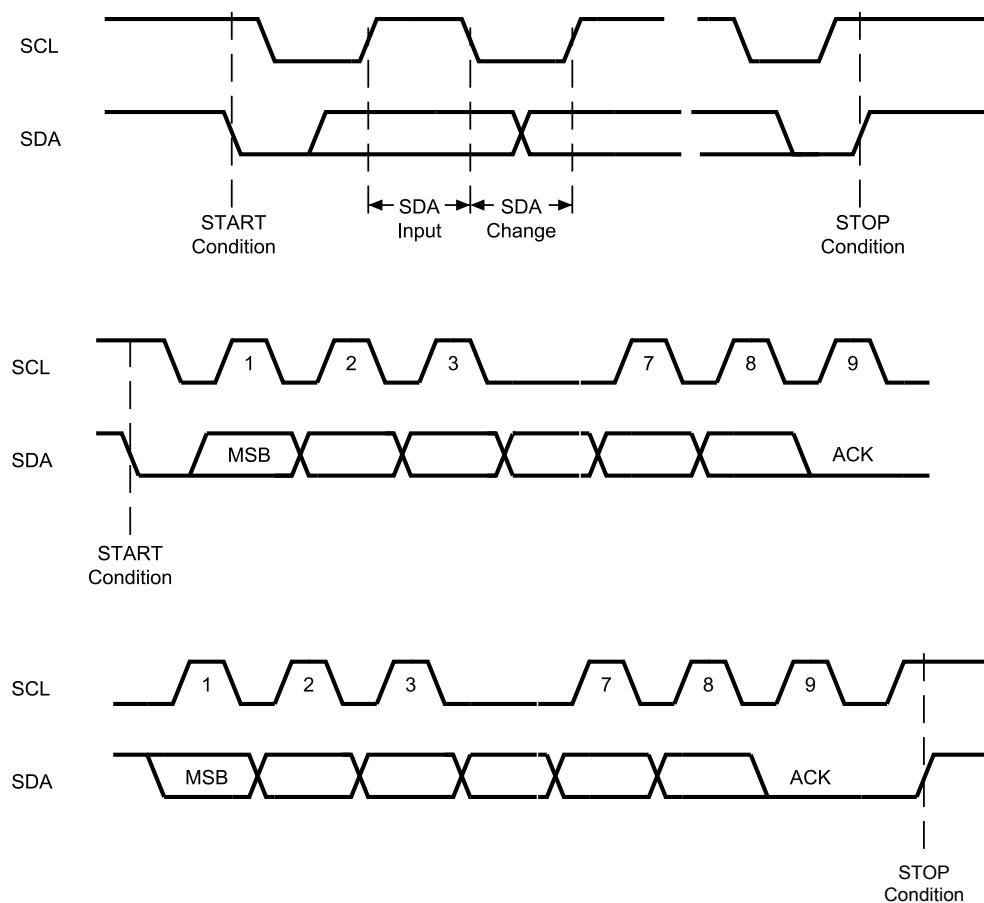 SCL
SDA
START
Condition
SDA
Input
SDA
Change
STOP
Condition
SCL
1 2 3 7 8 9
SDA
MSB ACK
START
Condition
SCL
1 2 3 7 8 9
SDA
MSB ACK
STOP
Condition